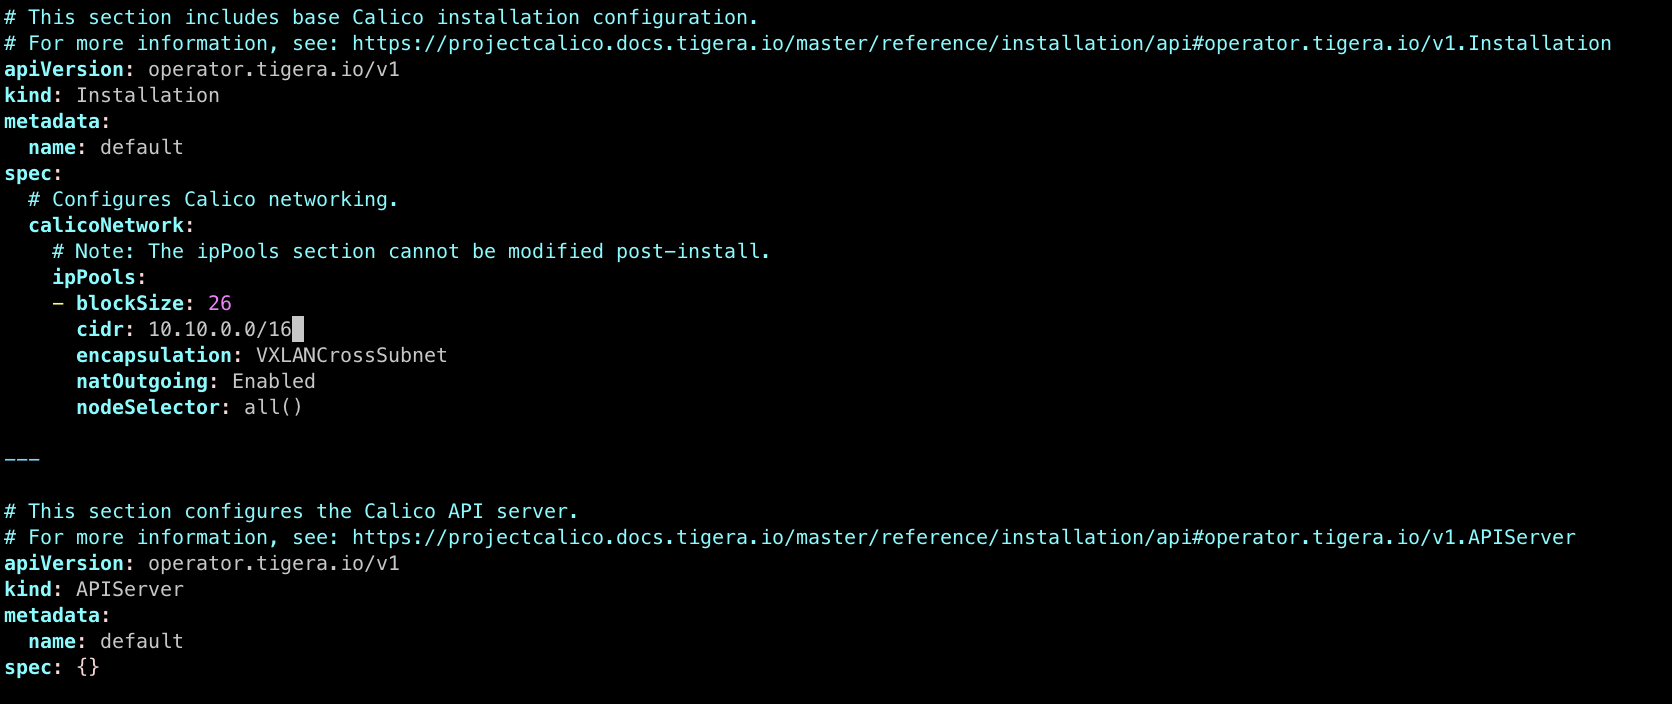 # This section includes base Calico installation configuration.
# For more information, see: https://projectcalico.docs.tigera.io/master/reference/installation/api#operator.tigera.io/v1.Installation
apiVersion: operator.tigera.io/v1
kind: Installation
metadata:
  name: default
spec:
  # Configures Calico networking.
  calicoNetwork:
    # Note: The ipPools section cannot be modified post-install.
    ipPools:
    - blockSize: 26
      cidr: 10.10.0.0/16
      encapsulation: VXLANCrossSubnet
      natOutgoing: Enabled
      nodeSelector: all()

---

# This section configures the Calico API server.
# For more information, see: https://projectcalico.docs.tigera.io/master/reference/installation/api#operator.tigera.io/v1.APIServer
apiVersion: operator.tigera.io/v1
kind: APIServer
metadata:
  name: default
spec: {}